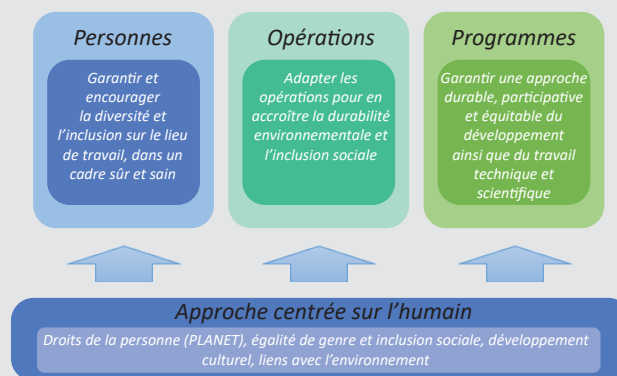 Personnes
Garantir et
encourager
la diversité et
l'inclusion sur le lieu
de travail, dans un
cadre sûr et sain
Opérations
Adapter les
opérations pour en
accroître la durabilité
environnementale et
l'inclusion sociale
Programmes
Garantir une approche
durable, participative
et équitable du
développement
ainsi que du travail
technique et
scientifique
Approche centrée sur l'humain
Droits de la personne (PLANET), égalité de genre et inclusion sociale, développement
culturel, liens avec l'environnement